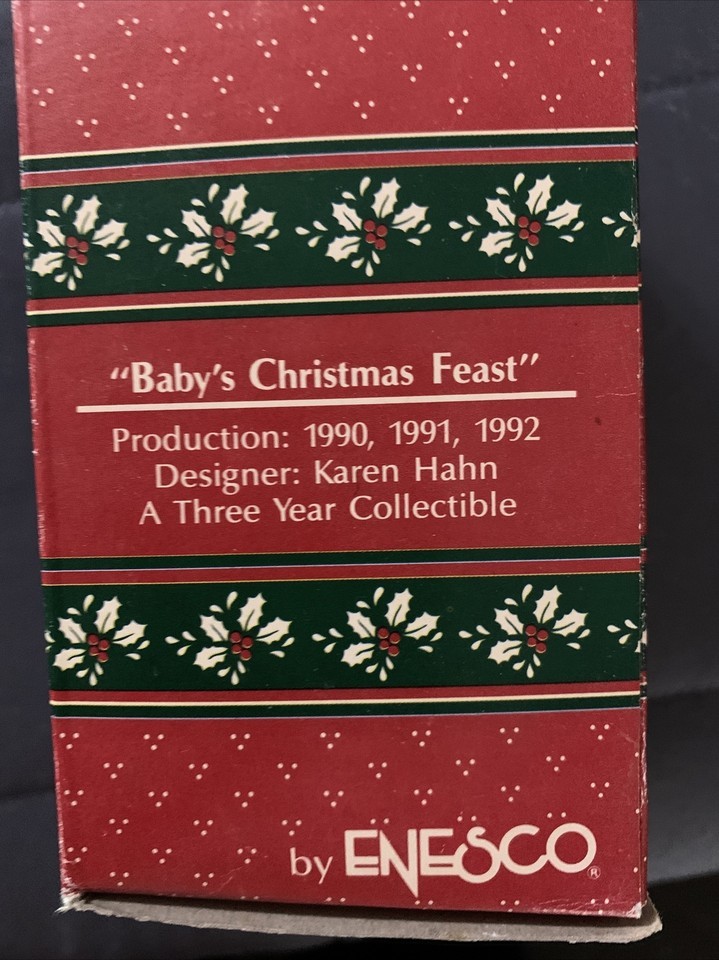 “Baby’s Christmas Feast”
Production: 1990, 1991, 1992
Designer: Karen Hahn
A Three Year Collectible
by ENESCO®